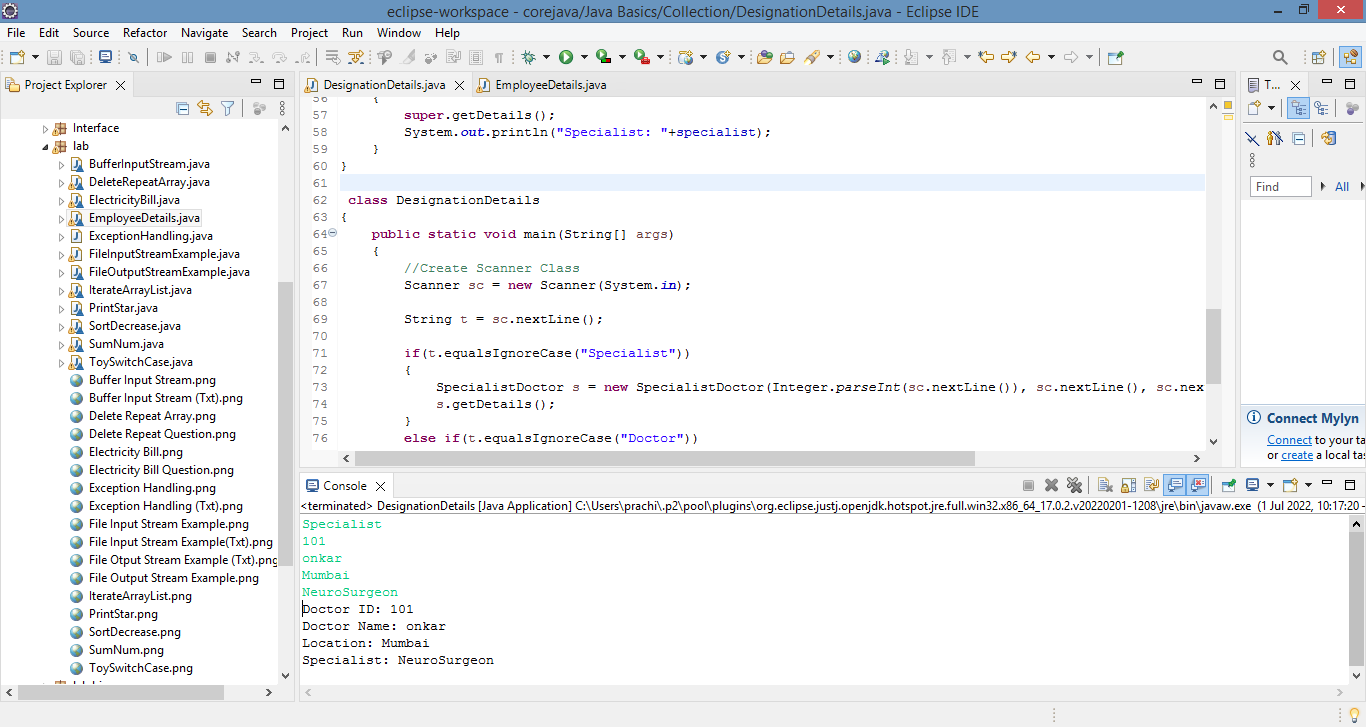 eclipse-workspace - corejava/Java Basics/Collection/DesignationDetails.java - Eclipse IDE
File Edit Source Refactor Navigate Search Project Run Window Help
Project Explorer
Interface
lab
BufferInputStream.java
DeleteRepeatArray.java
ElectricityBill.java
EmployeeDetails.java
ExceptionHandling.java
FileInputStreamExample.java
FileOutputStreamExample.java
IterateArrayList.java
PrintStar.java
SortDecrease.java
SumNum.java
ToySwitchCase.java
Buffer Input Stream.png
Buffer Input Stream (Txt).png
Delete Repeat Array.png
Delete Repeat Question.png
Electricity Bill.png
Electricity Bill Question.png
Exception Handling.png
Exception Handling (Txt).png
File Input Stream Example.png
File Input Stream Example(Txt).png
File Otput Stream Example (Txt).png
File Output Stream Example.png
IterateArrayList.png
PrintStar.png
SortDecrease.png
SumNum.png
ToySwitchCase.png
DesignationDetails.java EmployeeDetails.java
56 {
57 super.getDetails();
58 System.out.println("Specialist: "+specialist);
59 }
60 }
61
62 class DesignationDetails
63 {
64 public static void main(String[] args)
65 {
66 //Create Scanner Class
67 Scanner sc = new Scanner(System.in);
68
69 String t = sc.nextLine();
70
71 if(t.equalsIgnoreCase("Specialist"))
72 {
73 SpecialistDoctor s = new SpecialistDoctor(Integer.parseInt(sc.nextLine()), sc.nextLine(), sc.nex
74 s.getDetails();
75 }
76 else if(t.equalsIgnoreCase("Doctor"))
T...
Find All
Connect Mylyn
Connect to your ta
or create a local tas
Console
<terminated> DesignationDetails [Java Application] C:\Users\prachi\.p2\pool\plugins\org.eclipse.justj.openjdk.hotspot.jre.full.win32.x86_64_17.0.2.v20220201-1208\jre\bin\javaw.exe (1 Jul 2022, 10:17:20 –
Specialist
101
onkar
Mumbai
NeuroSurgeon
Doctor ID: 101
Doctor Name: onkar
Location: Mumbai
Specialist: NeuroSurgeon